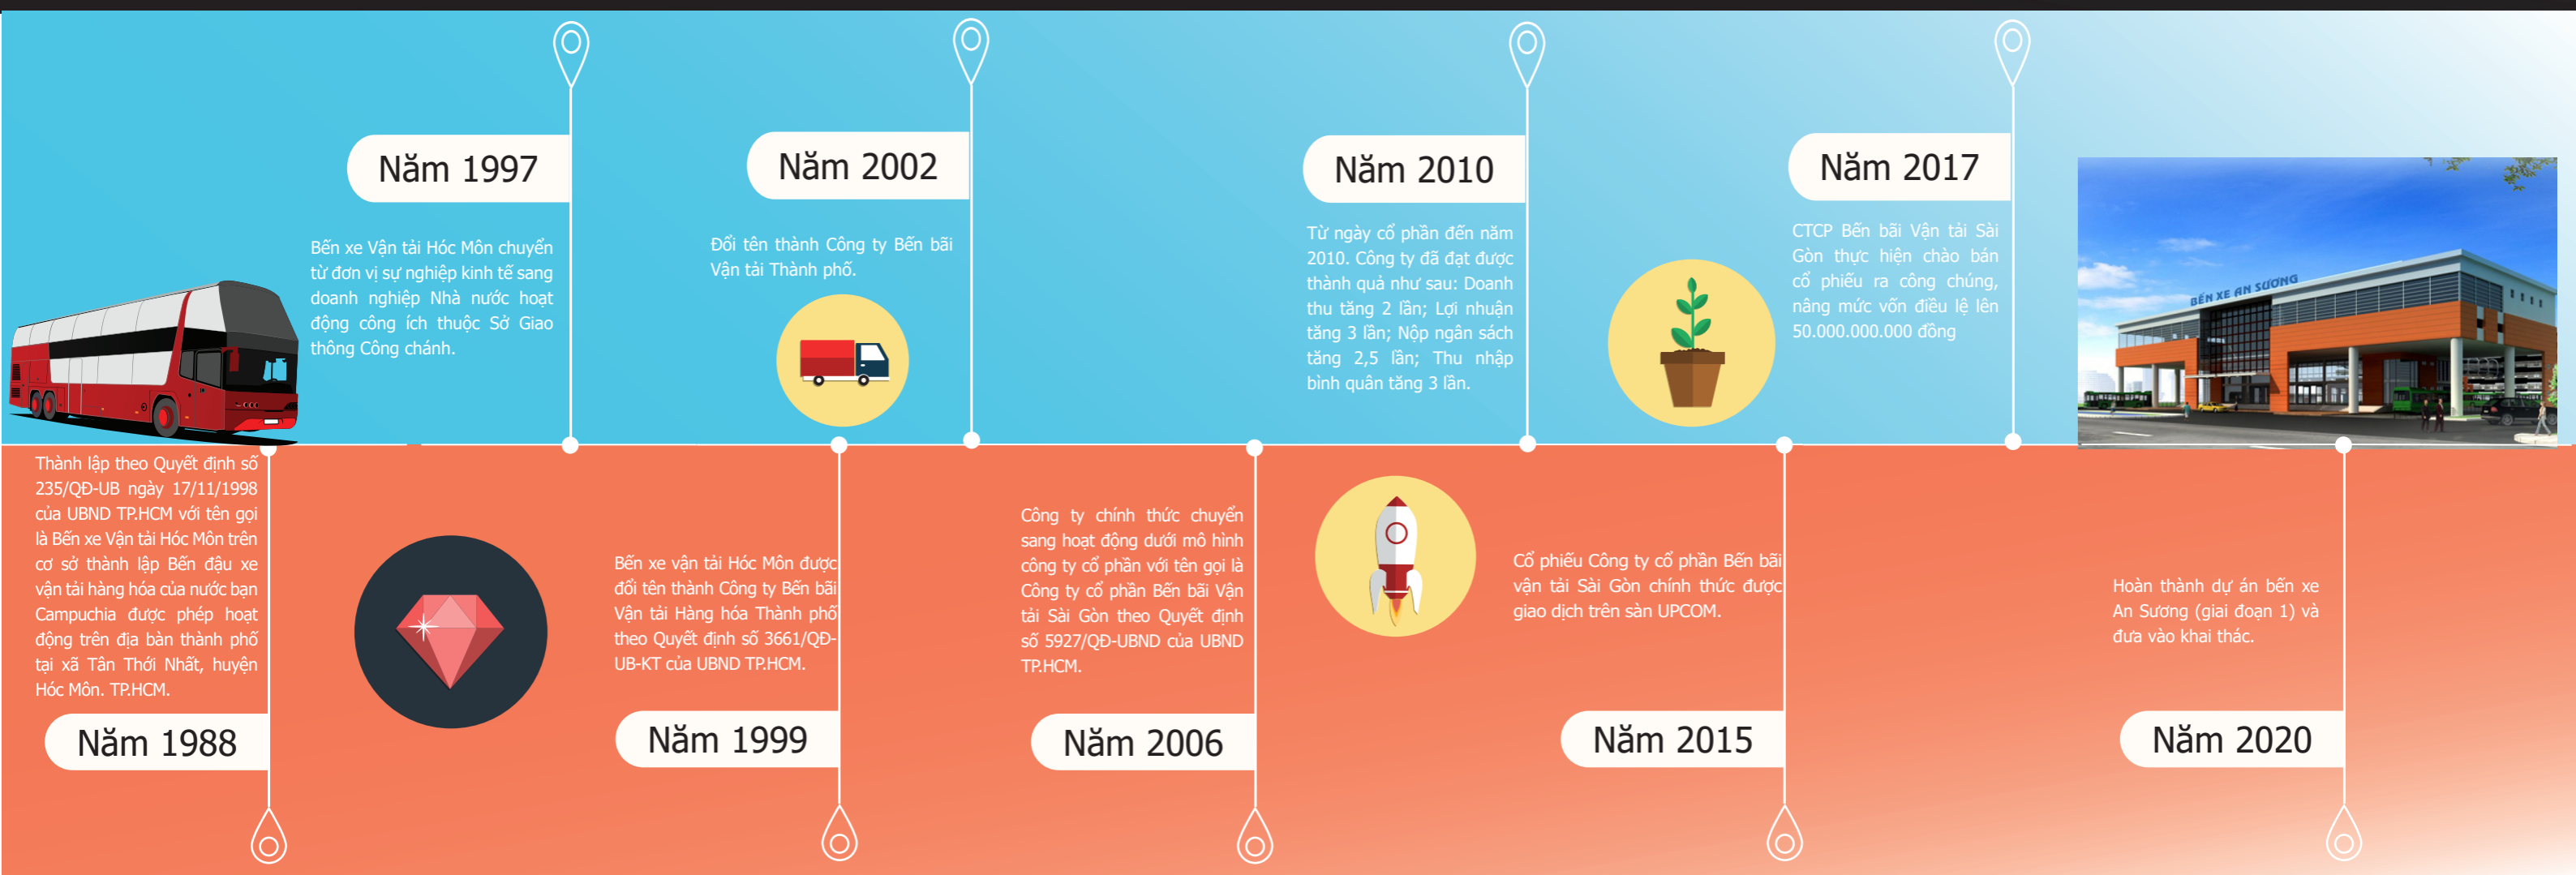 Năm 1997
Bến xe Vận tải Hóc Môn chuyển
từ đơn vị sự nghiệp kinh tế sang
doanh nghiệp Nhà nước hoạt
động công ích thuộc Sở Giao
thông Công chánh.
Năm 2002
Đổi tên thành Công ty Bến bãi
Vận tải Thành phố.
Năm 2010
Từ ngày cổ phần đến năm
2010. Công ty đã đạt được
thành quả như sau: Doanh
thu tăng 2 lần; Lợi nhuận
tăng 3 lần; Nộp ngân sách
tăng 2,5 lần; Thu nhập
bình quân tăng 3 lần.
Năm 2017
CTCP Bến bãi Vận tải Sài
Gòn thực hiện chào bán
cổ phiếu ra công chúng,
nâng mức vốn điều lệ lên
50.000.000.000 đồng
BẾN XE AN SƯƠNG
Thành lập theo Quyết định số
235/QĐ-UB ngày 17/11/1998
của UBND TP.HCM với tên gọi
là Bến xe Vận tải Hóc Môn trên
cơ sở thành lập Bến đậu xe
vận tải hàng hóa của nước bạn
Campuchia được phép hoạt
động trên địa bàn thành phố
tại xã Tân Thới Nhất, huyện
Hóc Môn. TP.HCM.
Năm 1988
Bến xe vận tải Hóc Môn được
đổi tên thành Công ty Bến bãi
Vận tải Hàng hóa Thành phố
theo Quyết định số 3661/QĐ-
UB-KT của UBND TP.HCM.
Năm 1999
Công ty chính thức chuyển
sang hoạt động dưới mô hình
công ty cổ phần với tên gọi là
Công ty cổ phần Bến bãi Vận
tải Sài Gòn theo Quyết định
số 5927/QĐ-UBND của UBND
TP.HCM.
Năm 2006
Cổ phiếu Công ty cổ phần Bến bãi
vận tải Sài Gòn chính thức được
giao dịch trên sàn UPCOM.
Năm 2015
Hoàn thành dự án bến xe
An Sương (giai đoạn 1) và
đưa vào khai thác.
Năm 2020